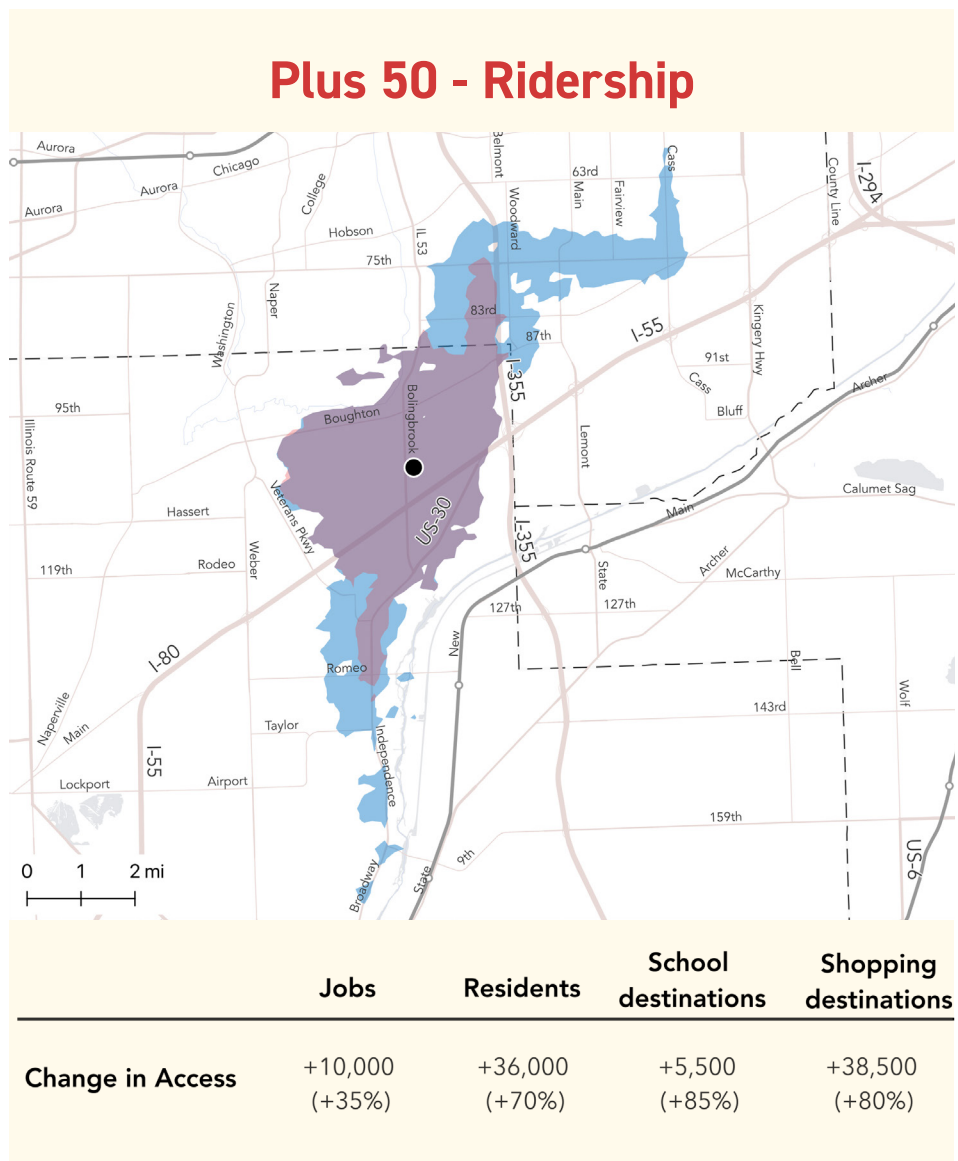 Plus 50 - Ridership
Aurora
Chicago
Aurora
Aurora
College
Belmont
Woodward
63rd
Main
Fairview
Cass
County Line
I-294
Hobson
IL 53
75th
Naper
Washington
83rd
87th
I-55
Kingery Hwy
91st
Cass
Bluff
Archer
I-355
95th
Boughton
Bolingbrook
Illinois Route 59
Lemont
Calumet Sag
Veterans Pkwy
US-30
Main
Hassert
I-355
119th
Rodeo
Weber
State
Archer
McCarthy
127th
127th
New
I-80
Romeo
Bell
Wolf
143rd
Naperville
Main
Taylor
Independence
I-55
Lockport
Airport
159th
9th
US-6
0 1 2 mi
Broadway
State
Jobs Residents School destinations Shopping destinations
Change in Access +10,000 +36,000 +5,500 +38,500
(+35%) (+70%) (+85%) (+80%)